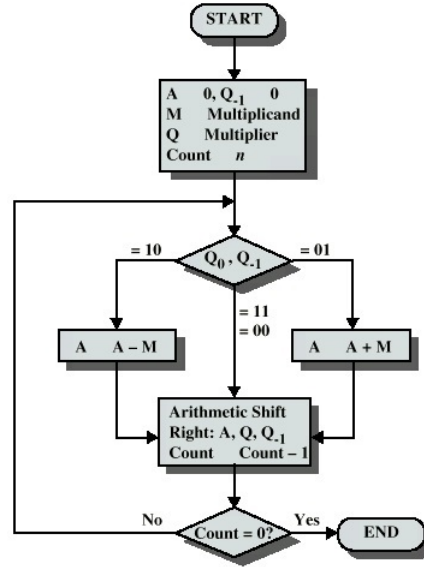 START
A 0, Q-1 0
M Multiplicand
Q Multiplier
Count n
= 10
Q0 , Q-1
= 01
= 11
= 00
A A – M
A A + M
Arithmetic Shift
Right: A, Q, Q-1
Count Count – 1
No
Count = 0?
Yes
END